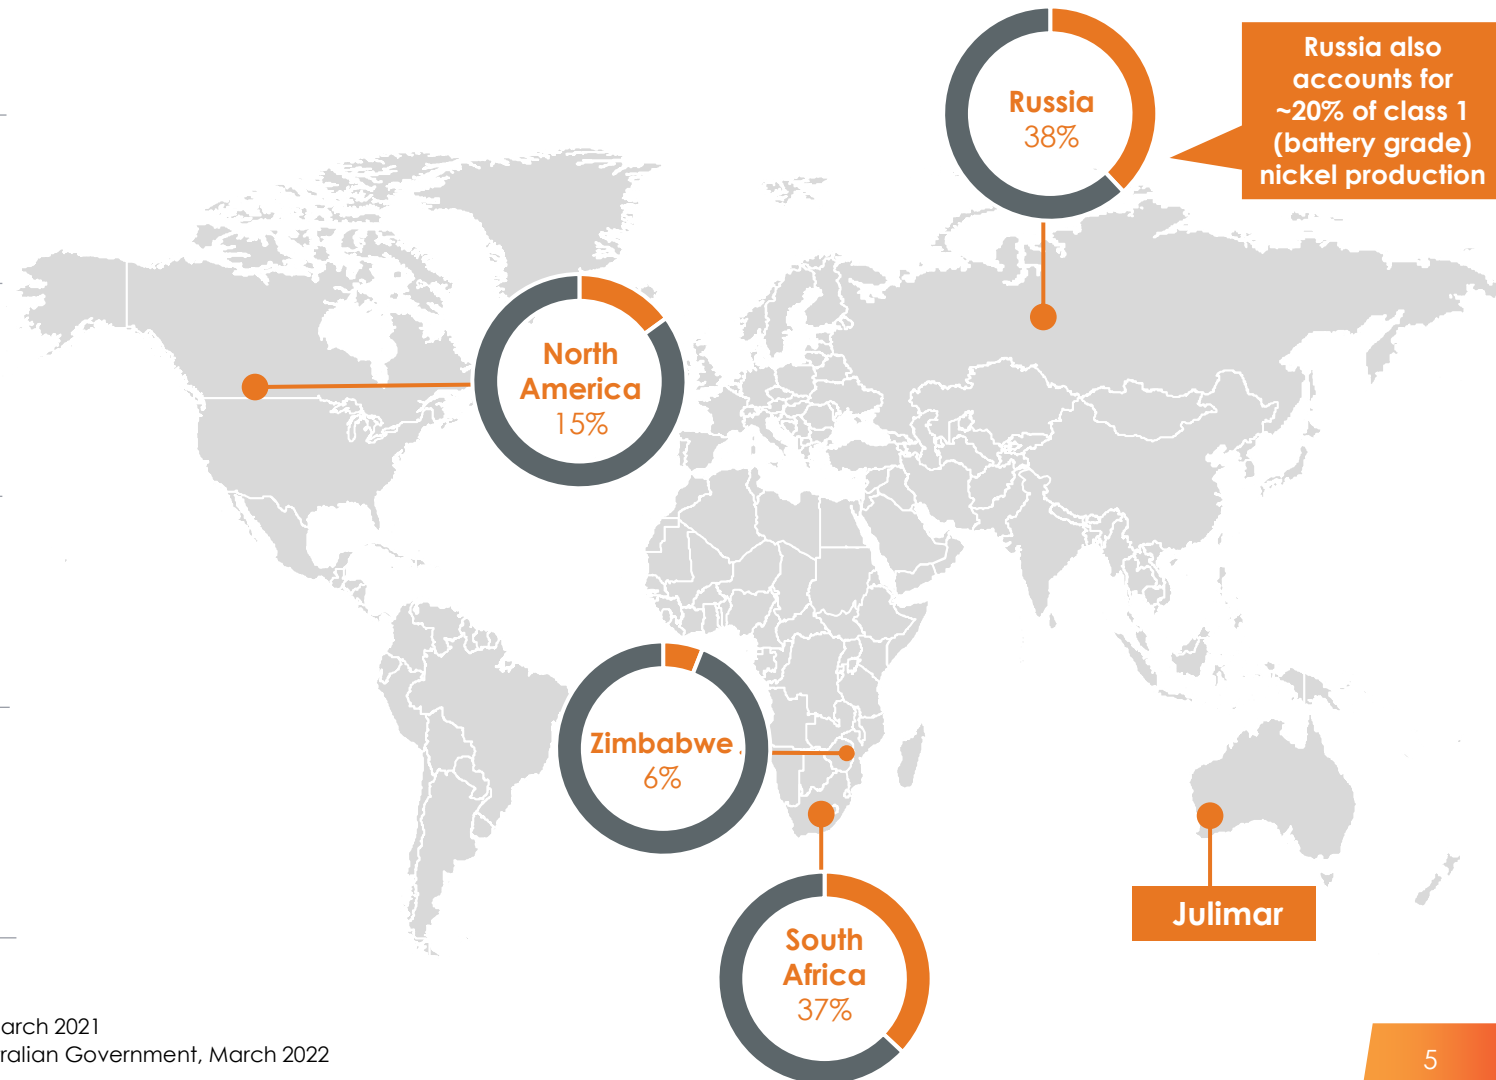 Russia
38%
Russia also
accounts for
~20% of class 1
(battery grade)
nickel production
North
America
15%
Zimbabwe
6%
Julimar
South
Africa
37%
arch 2021
ralian Government, March 2022
5